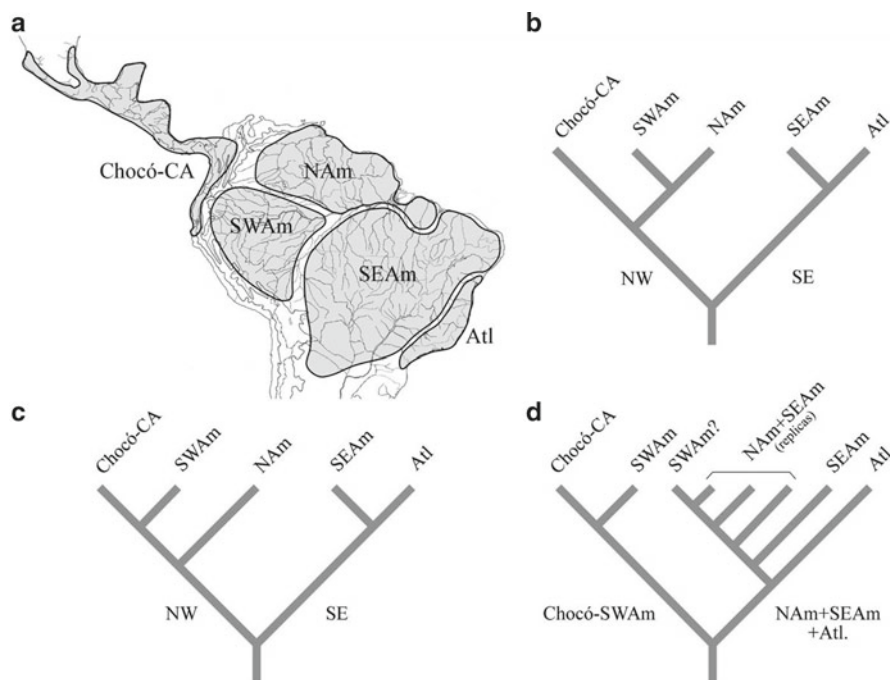 a
Chocó-CA
NAm
SWAm
SEAm
Atl
b
Chocó-CA
SWAm
NAm
SEAm
Atl
NW
SE
c
Chocó-CA
SWAm
NAm
SEAm
Atl
NW
SE
d
Chocó-CA
SWAm
SWAm?
NAm+SEAm
(replicas)
SEAm
Atl
Chocó-SWAm
NAm+SEAm
+Atl.